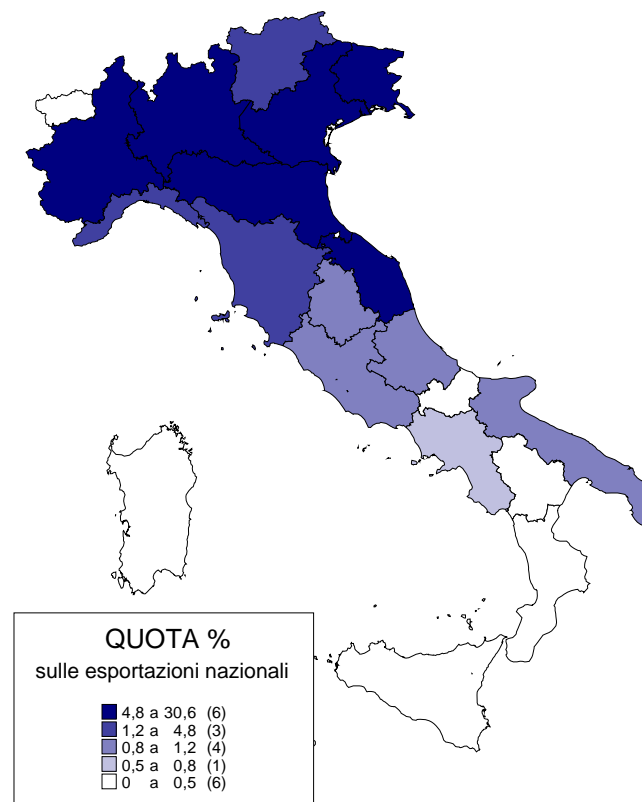 QUOTA %
sulle esportazioni nazionali
4,8 a 30,6 (6)
1,2 a 4,8 (3)
0,8 a 1,2 (4)
0,5 a 0,8 (1)
0 a 0,5 (6)